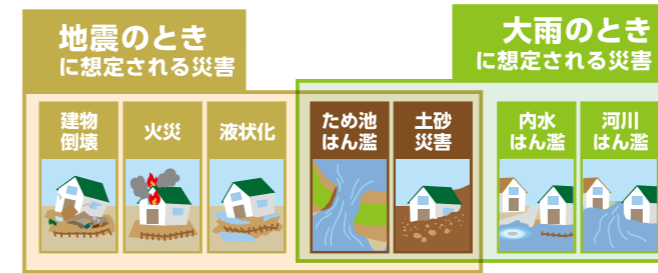 地震のとき
に想定される災害
大雨のとき
に想定される災害
建物
倒壊
火災
液状化
ため池
はん濫
土砂
災害
内水
はん濫
河川
はん濫